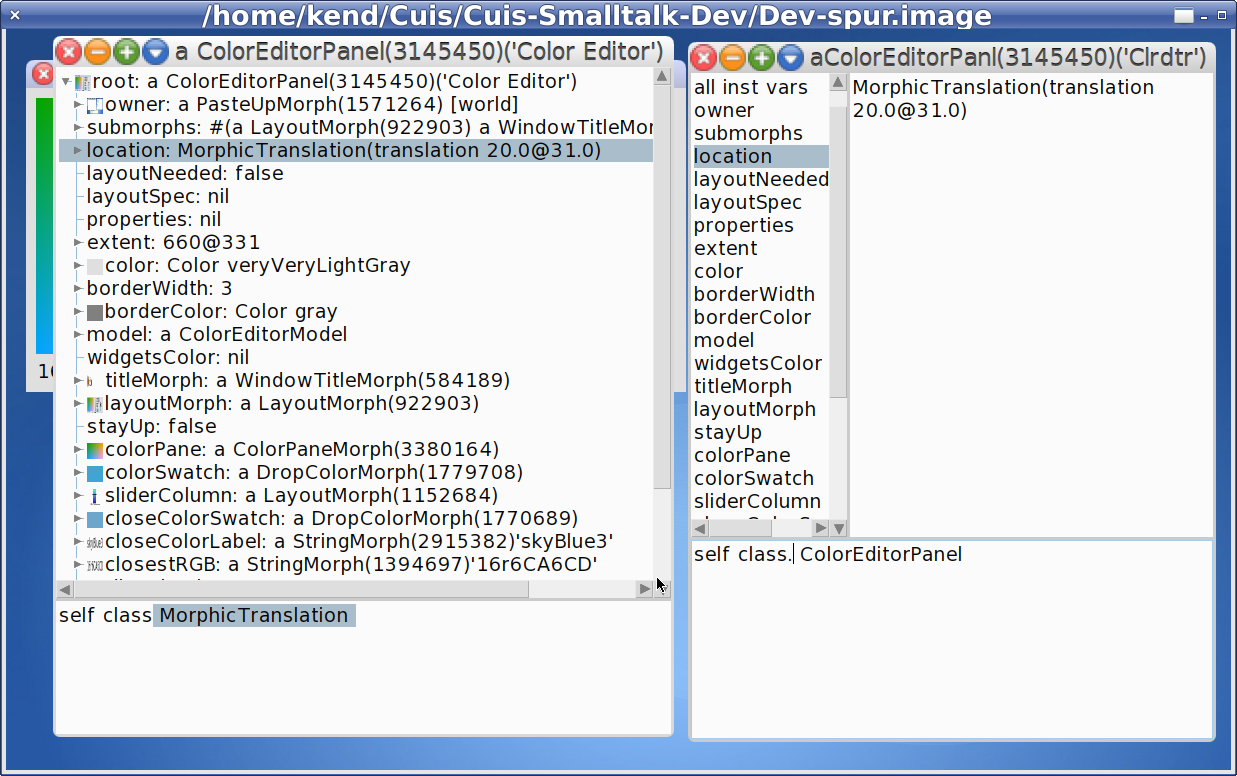 /home/kend/Cuis/Cuis-Smalltalk-Dev/Dev-spur.image
a ColorEditorPanel(3145450)('Color Editor')
root: a ColorEditorPanel(3145450)('Color Editor')
owner: a PasteUpMorph(1571264) [world]
submorphs: #(a LayoutMorph(922903) a WindowTitleMor
location: MorphicTranslation(translation 20.0@31.0)
layoutNeeded: false
layoutSpec: nil
properties: nil
extent: 660@331
color: Color veryVeryLightGray
borderWidth: 3
borderColor: Color gray
model: a ColorEditorModel
widgetsColor: nil
titleMorph: a WindowTitleMorph(584189)
layoutMorph: a LayoutMorph(922903)
stayUp: false
colorPane: a ColorPaneMorph(3380164)
colorSwatch: a DropColorMorph(1779708)
sliderColumn: a LayoutMorph(1152684)
closeColorSwatch: a DropColorMorph(1770689)
closeColorLabel: a StringMorph(2915382)'skyBlue3'
closestRGB: a StringMorph(1394697)'16r6CA6CD'
self class MorphicTranslation
aColorEditorPanl(3145450)('Clrdtr')
all inst vars
owner
submorphs
location
layoutNeeded
layoutSpec
properties
extent
color
borderWidth
borderColor
model
widgetsColor
titleMorph
layoutMorph
stayUp
colorPane
colorSwatch
sliderColumn
MorphicTranslation(translation
20.0@31.0)
self class. ColorEditorPanel